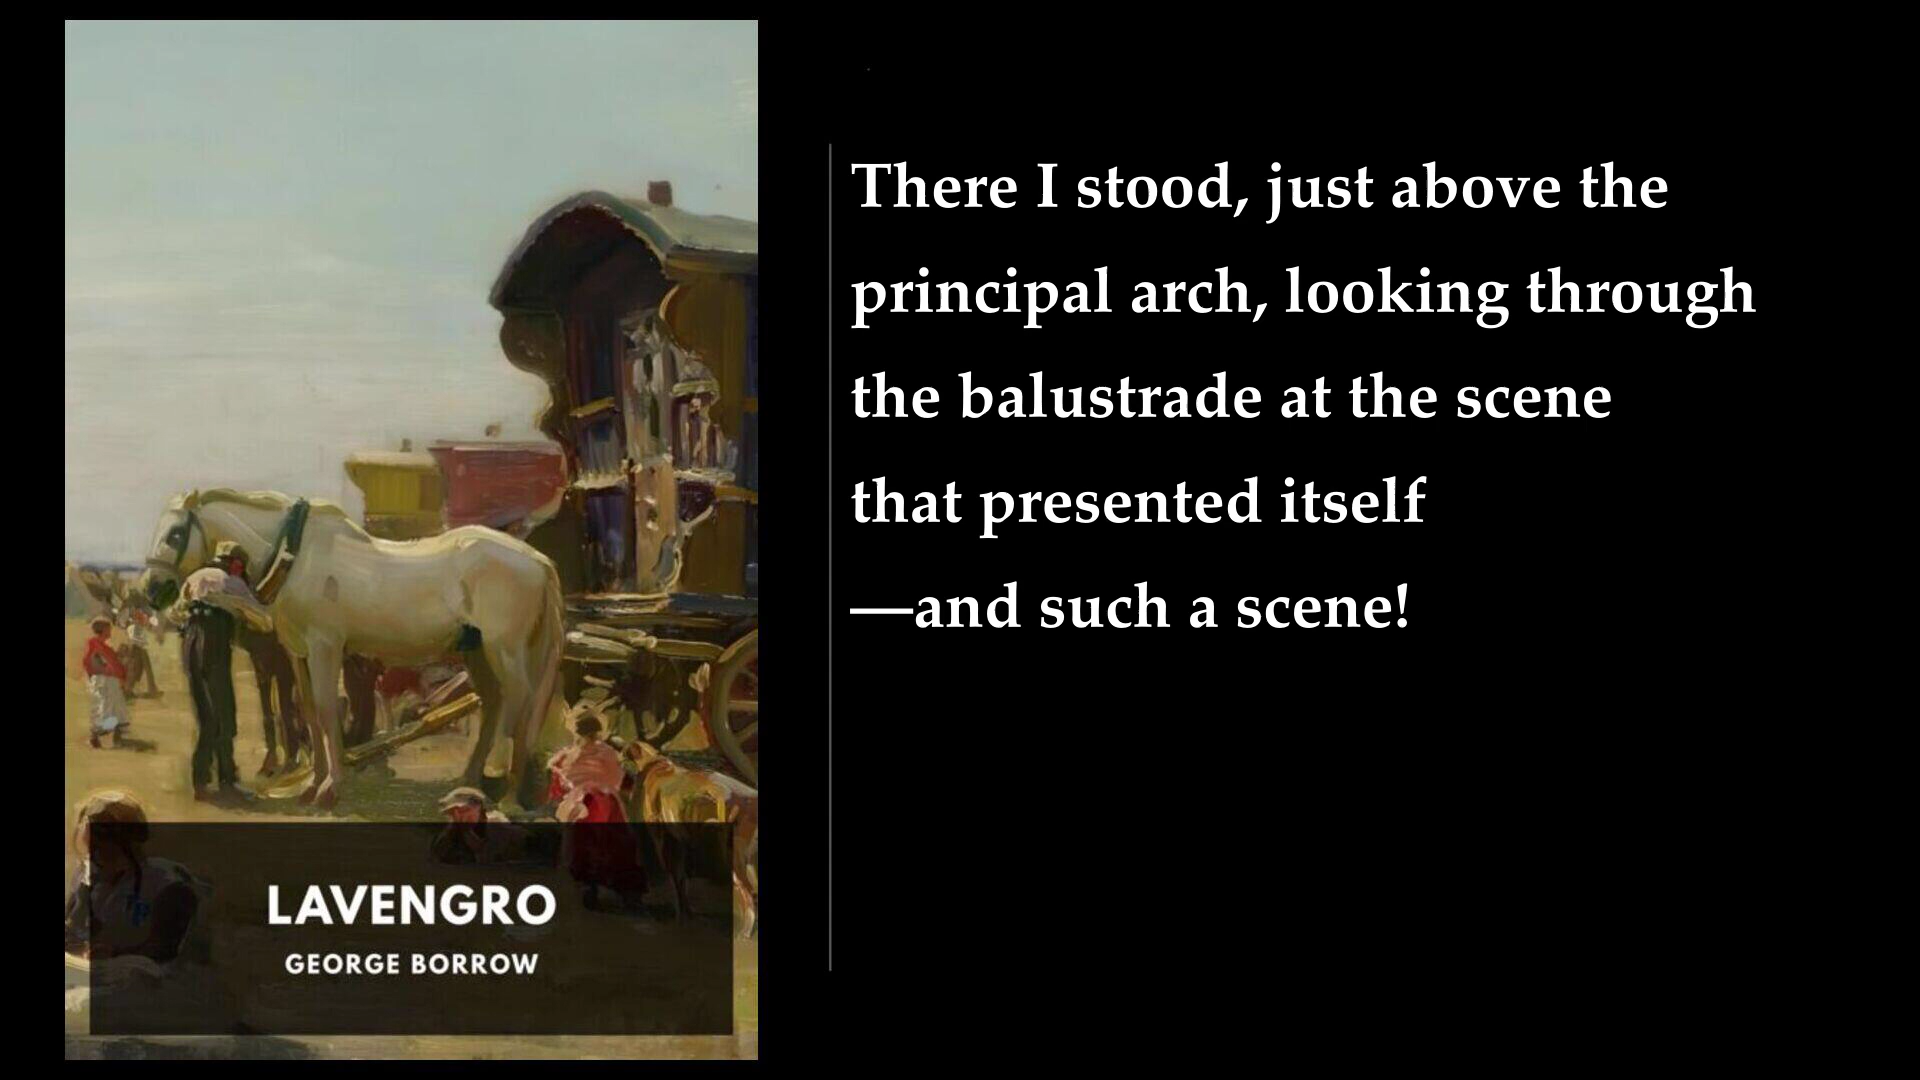 There I stood, just above the
principal arch, looking through
the balustrade at the scene
that presented itself
—and such a scene!
LAVENGRO
GEORGE BORROW